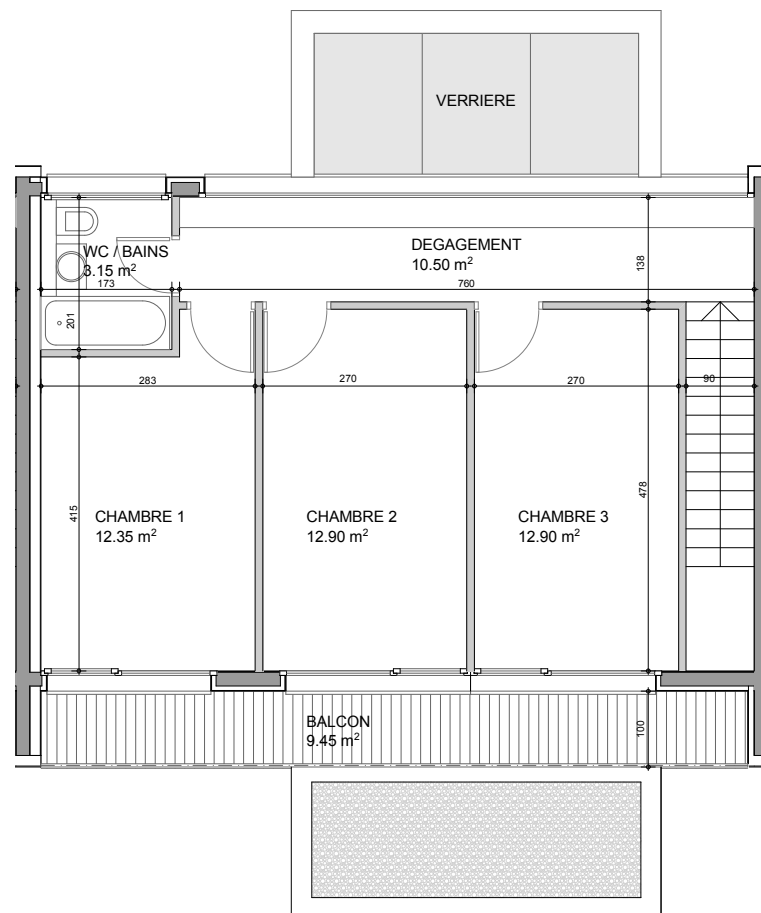 VERRIERE
WC / BAINS
3.15 m²
DEGAGEMENT
10.50 m²
138
173
760
201
283
270
270
90
415
478
CHAMBRE 1
12.35 m²
CHAMBRE 2
12.90 m²
CHAMBRE 3
12.90 m²
BALCON
9.45 m²
100